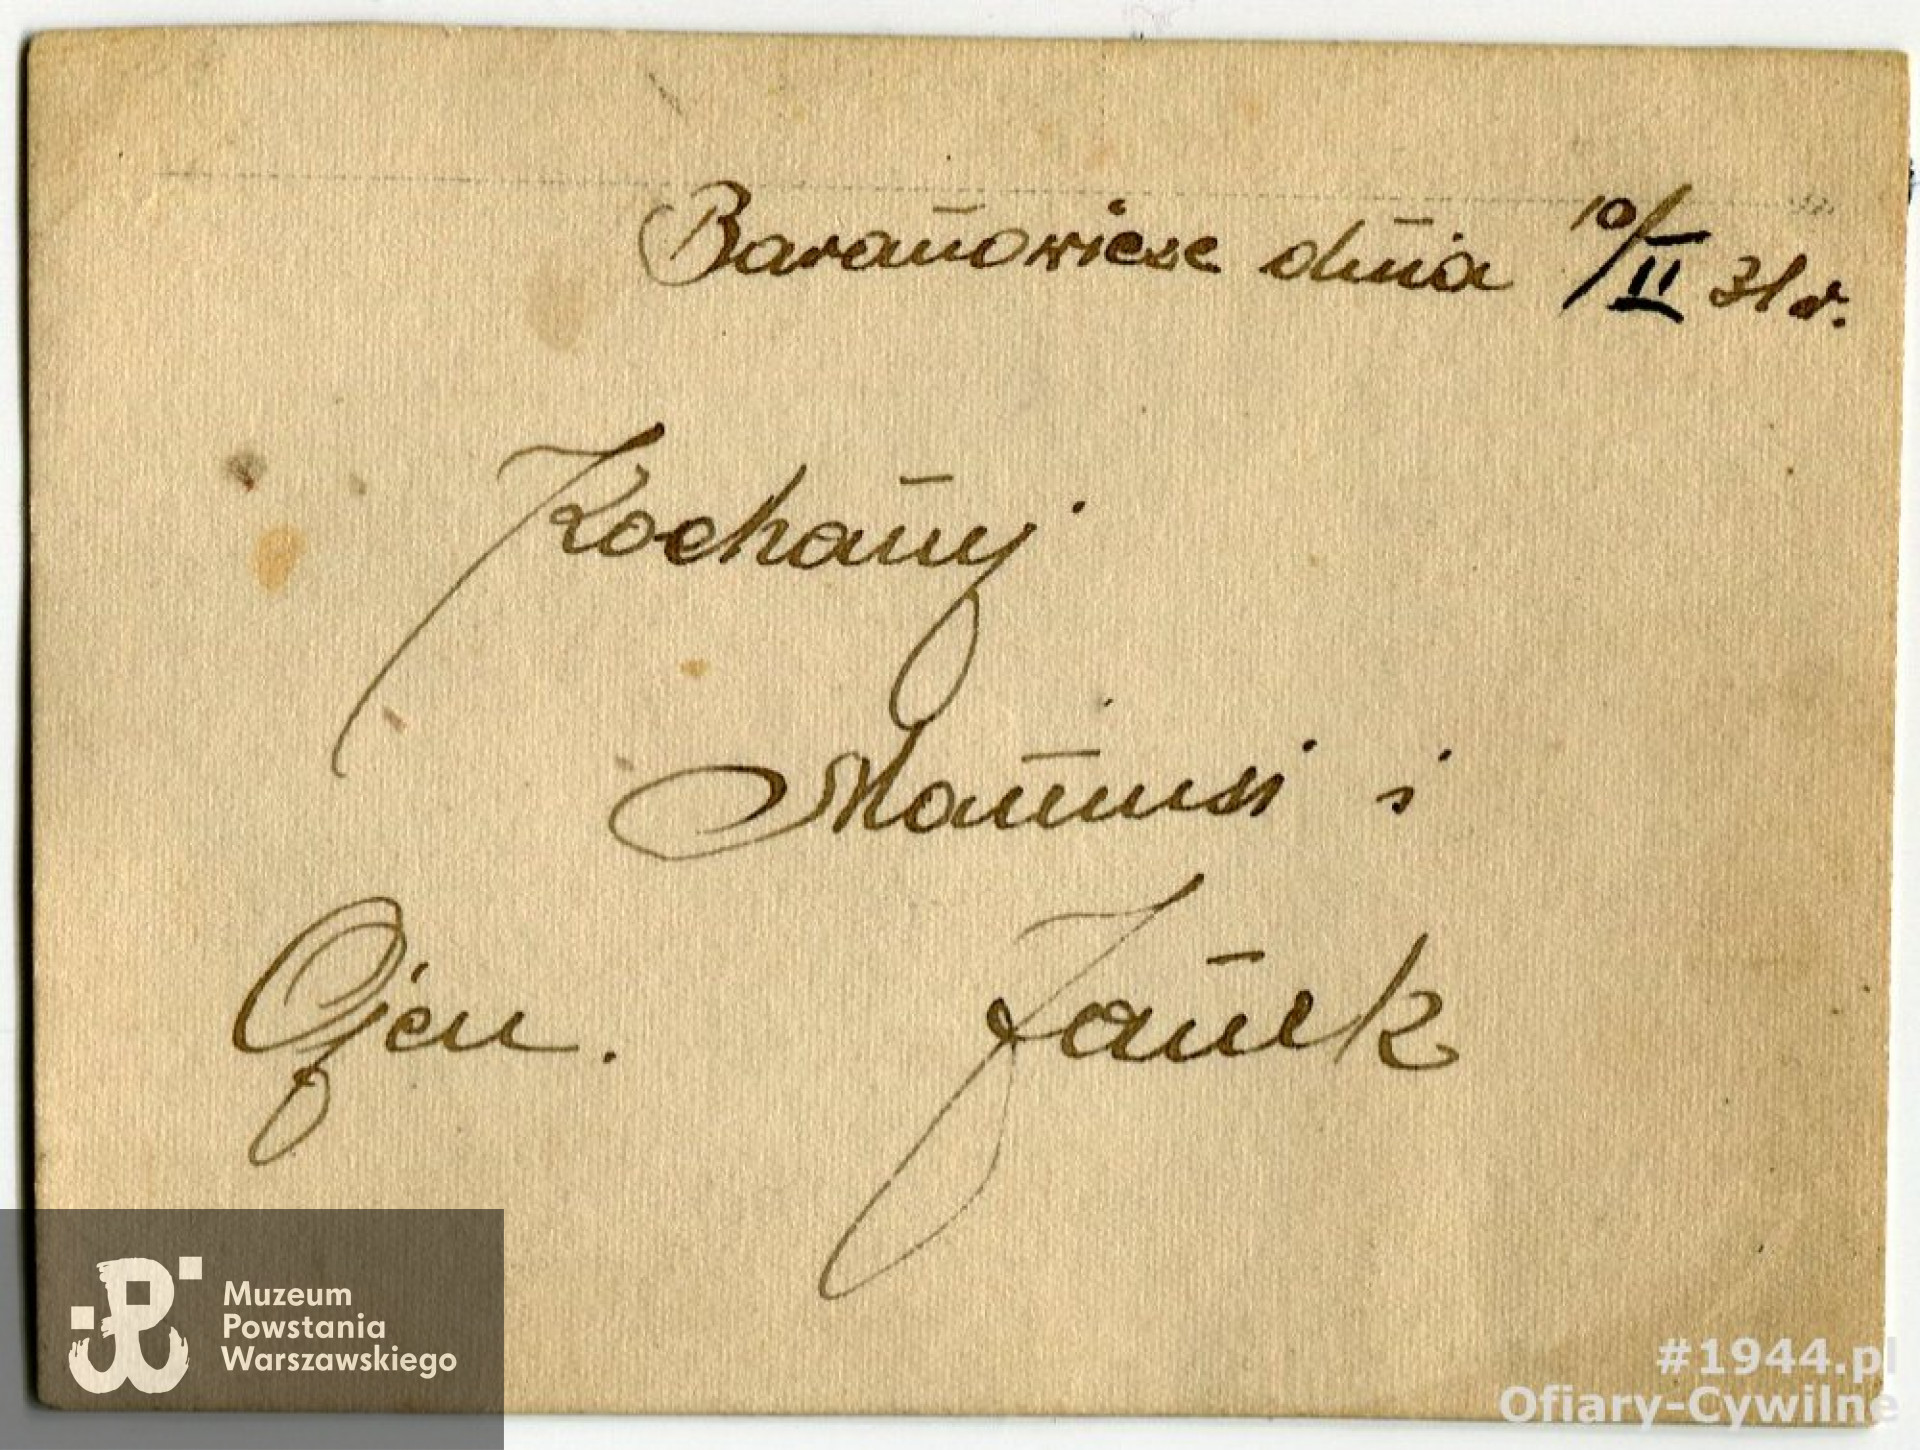 Baranowicze dnia 10/II 31 r.
Kochanej
Mamusi i
Ojcu. Janek
Muzeum
Powstania
Warszawskiego
#1944.pl
Ofiary-Cywilne